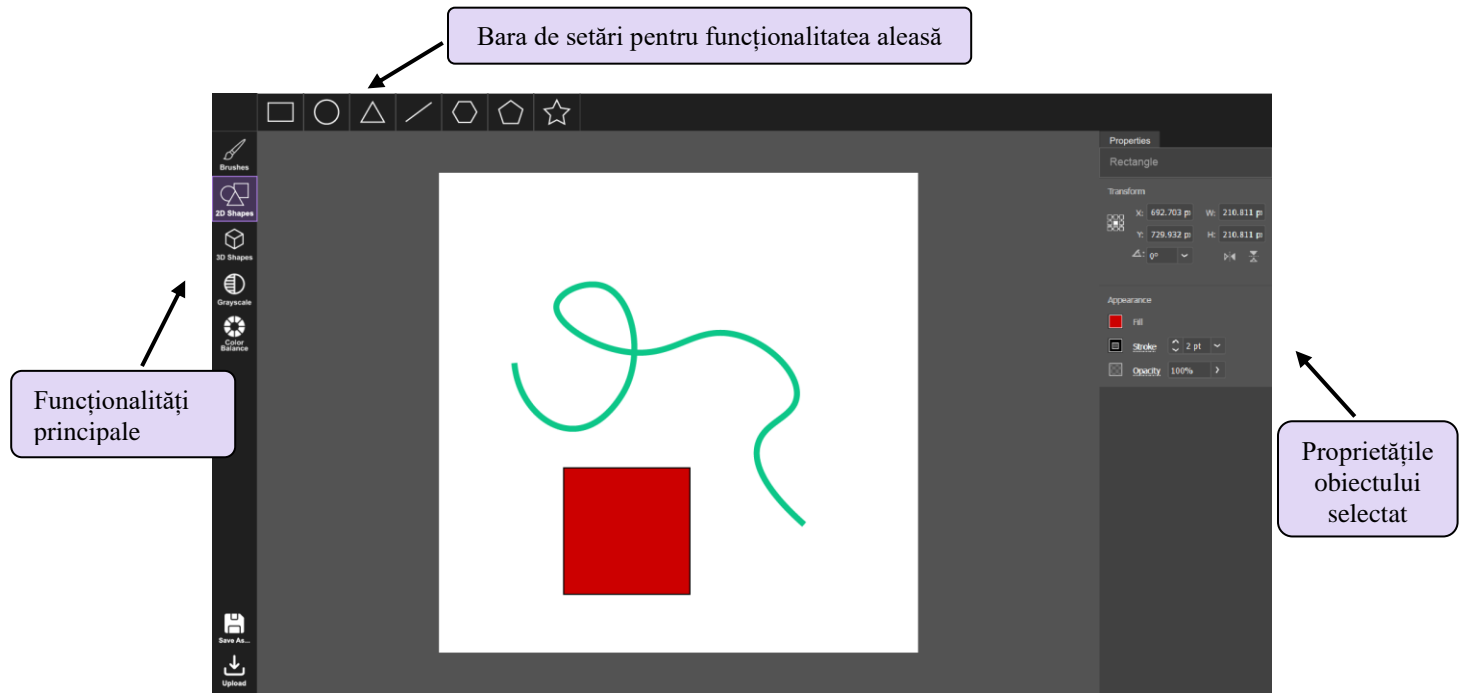 Bara de setări pentru funcționalitatea aleasă
Brushes
2D Shapes
3D Shapes
Grayscale
Color
Balance
Save As...
Upload
Funcționalități
principale
Properties
Rectangle
Transform
X: 692.703 p W: 210.811 p
Y: 729.932 p H: 210.811 p
0°
Appearance
Fill
Stroke 2 pt
Opacity 100%
Proprietățile
obiectului
selectat